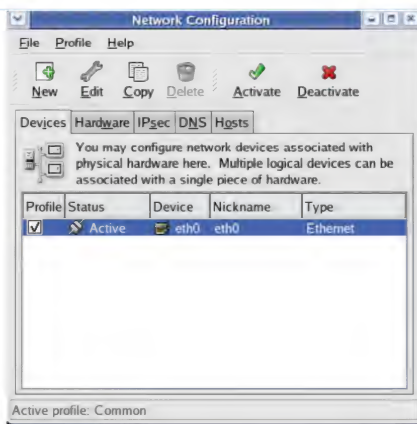 Network Configuration
File Profile Help
New Edit Copy Delete Activate Deactivate
Devices Hardware IPsec DNS Hosts
You may configure network devices associated with
physical hardware here. Multiple logical devices can be
associated with a single piece of hardware.
Profile Status Device Nickname Type
Active eth0 eth0 Ethernet
Active profile: Common